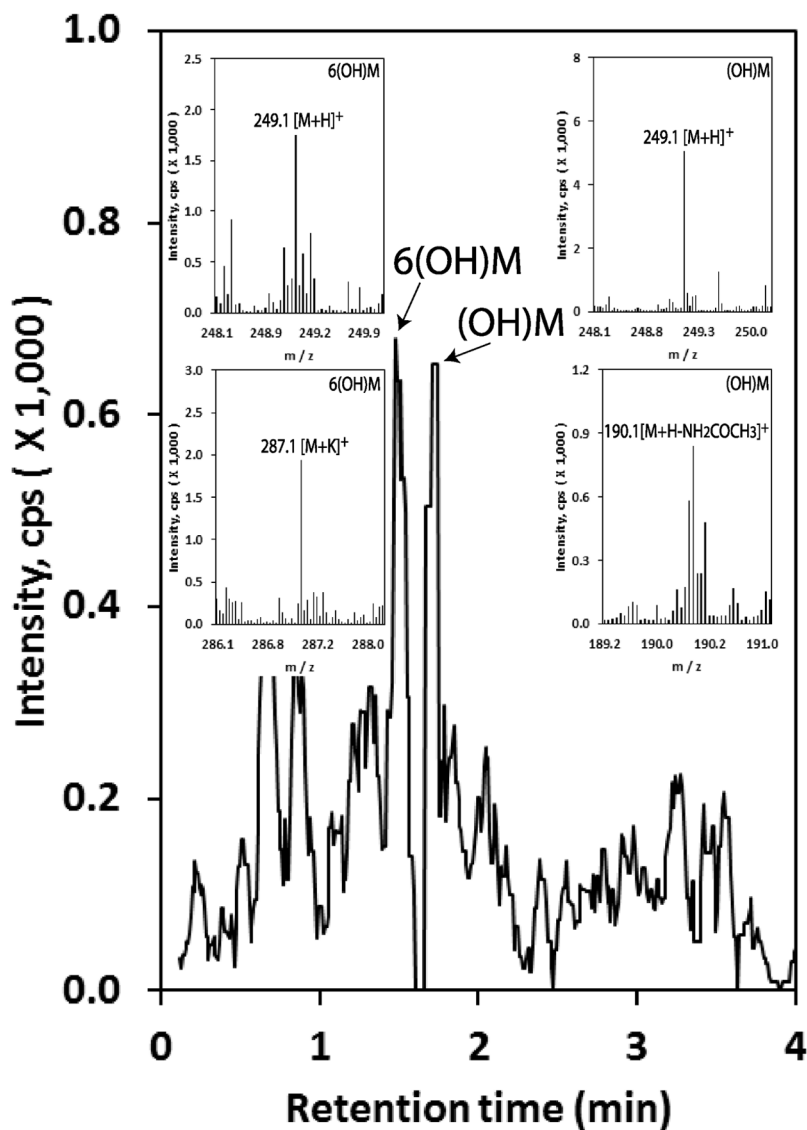 1.0
0.8
0.6
0.4
0.2
0.0
Intensity, cps ( X 1,000)
0
1
2
3
4
Retention time (min)
6(OH)M
(OH)M
6(OH)M
249.1 [M+H]+
2.5
2.0
1.5
1.0
0.5
0.0
Intensity, cps ( X 1,000)
248.1 248.9 249.2 249.9
m / z
(OH)M
249.1 [M+H]+
8
6
4
2
0
Intensity, cps ( X 1,000)
248.1 248.8 249.3 250.0
m / z
6(OH)M
287.1 [M+K]+
3.0
2.5
2.0
1.5
1.0
0.5
0.0
Intensity, cps ( X 1,000)
286.1 286.8 287.2 288.0
m / z
(OH)M
190.1[M+H-NH2COCH3]+
1.2
0.9
0.6
0.3
0.0
Intensity, cps ( X 1,000)
189.2 190.0 190.2 191.0
m / z